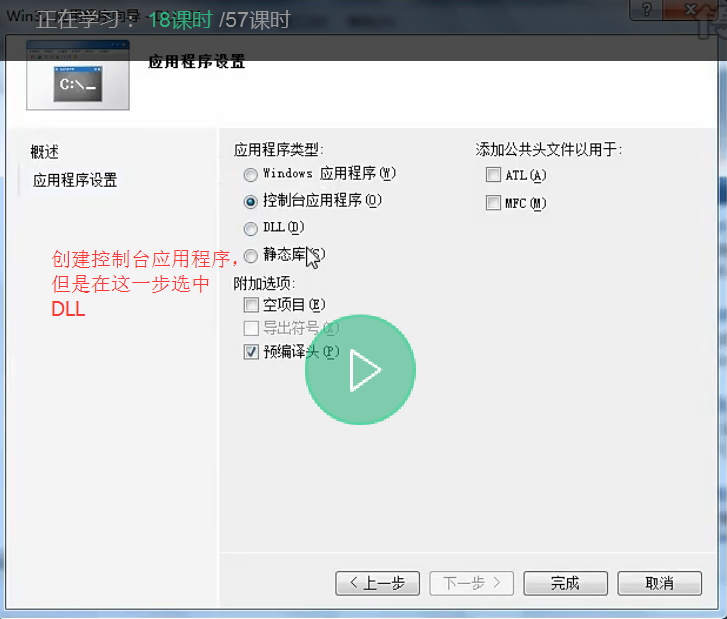 正在学习： 18课时 /57课时
应用程序设置
C:\_
概述
应用程序设置
应用程序类型:
Windows 应用程序(W)
控制台应用程序(O)
DLL(D)
静态库(S)
附加选项:
空项目(E)
导出符号(X)
预编译头(P)
添加公共头文件以用于:
ATL(A)
MFC(M)
创建控制台应用程序,
但是在这一步选中
DLL
< 上一步
下一步 >
完成
取消